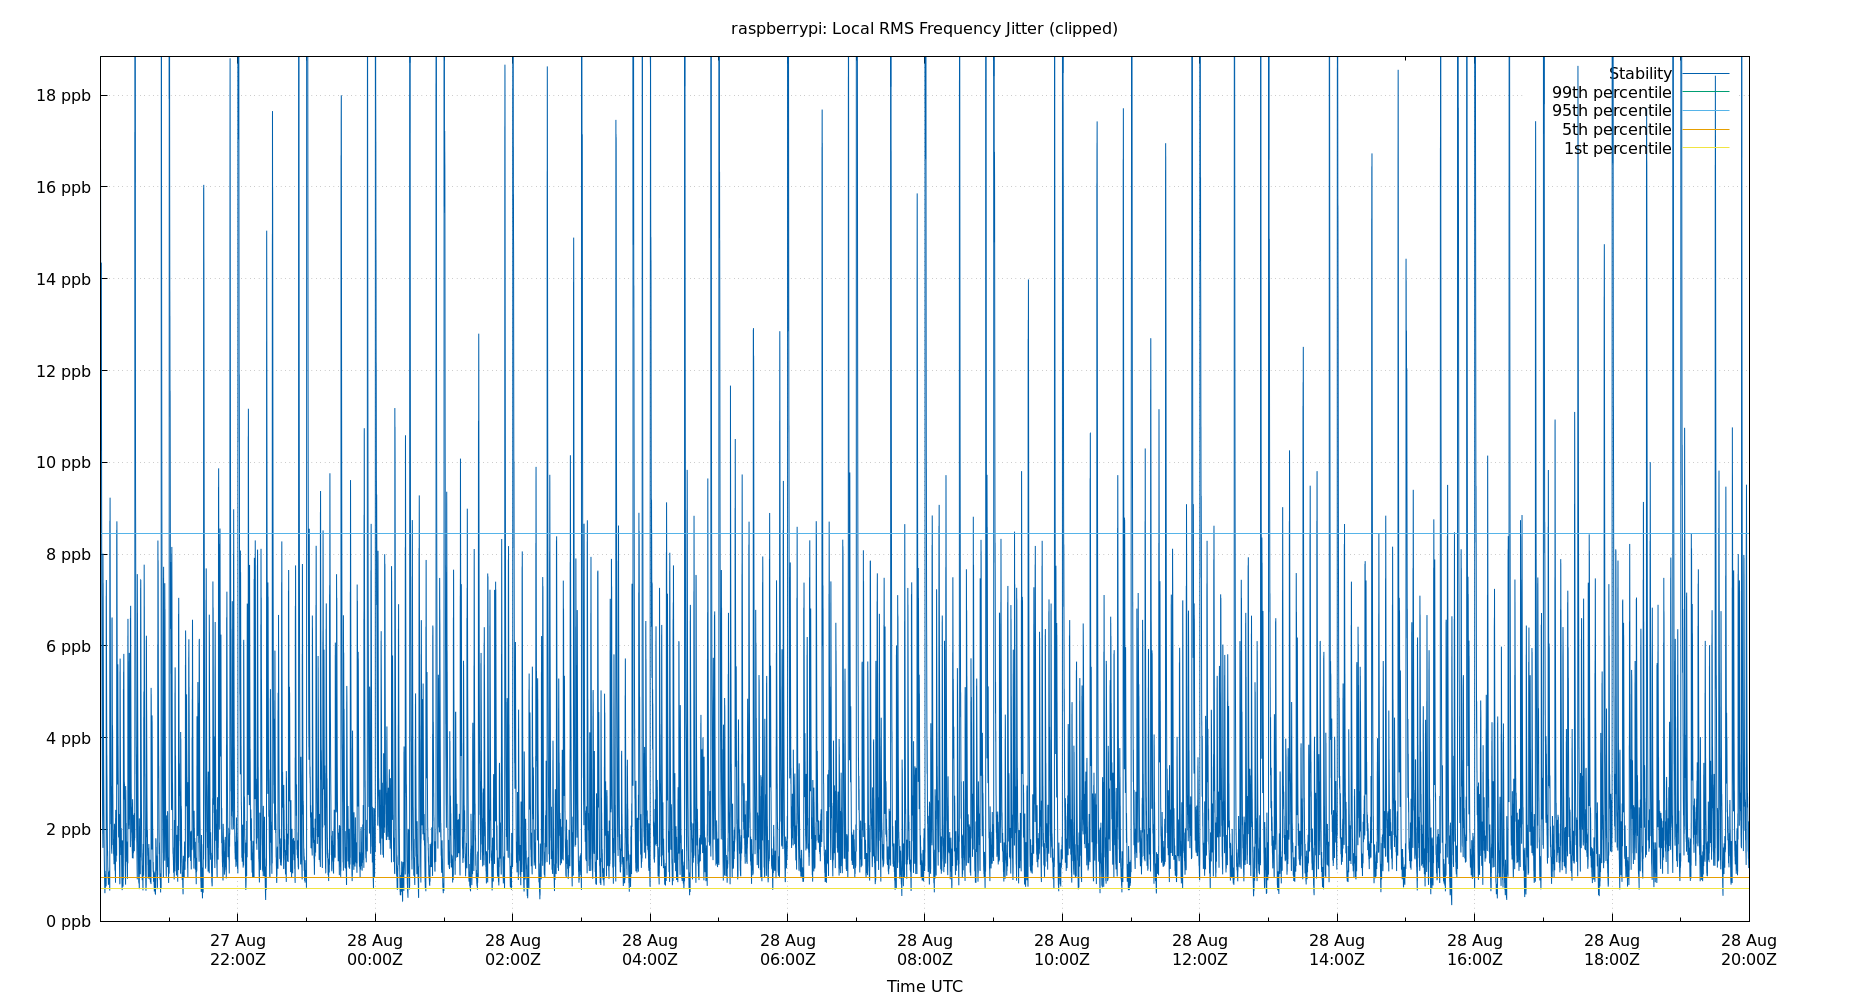 raspberrypi: Local RMS Frequency Jitter (clipped)
Stability
99th percentile
95th percentile
5th percentile
1st percentile
18 ppb
16 ppb
14 ppb
12 ppb
10 ppb
8 ppb
6 ppb
4 ppb
2 ppb
0 ppb
27 Aug 28 Aug 28 Aug 28 Aug 28 Aug 28 Aug 28 Aug 28 Aug 28 Aug 28 Aug 28 Aug 28 Aug
22:00Z 00:00Z 02:00Z 04:00Z 06:00Z 08:00Z 10:00Z 12:00Z 14:00Z 16:00Z 18:00Z 20:00Z
Time UTC